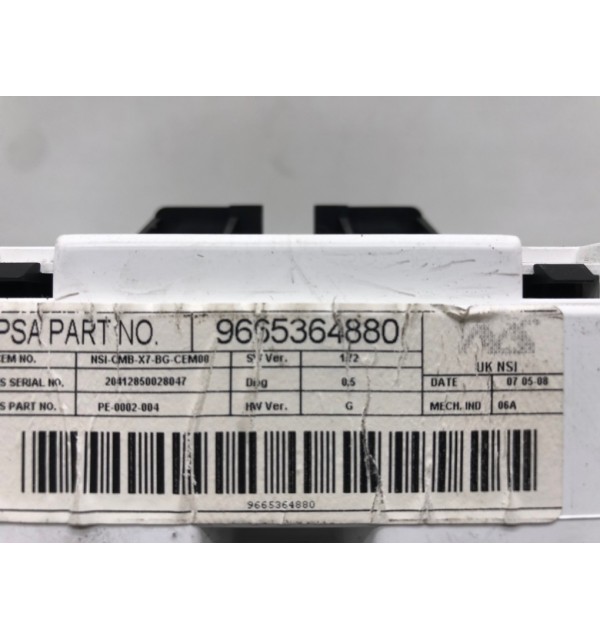 PSA PART NO. 9665364880
UK NSI
EM NO. NSI-CMB-X7-BG-CEM00 SW Ver.
S SERIAL NO. 20412850028047 Dog 0.5 DATE 07 05-08
S PART NO. PE-0002-004 HW Ver. G MECH. IND 06A
9665364880